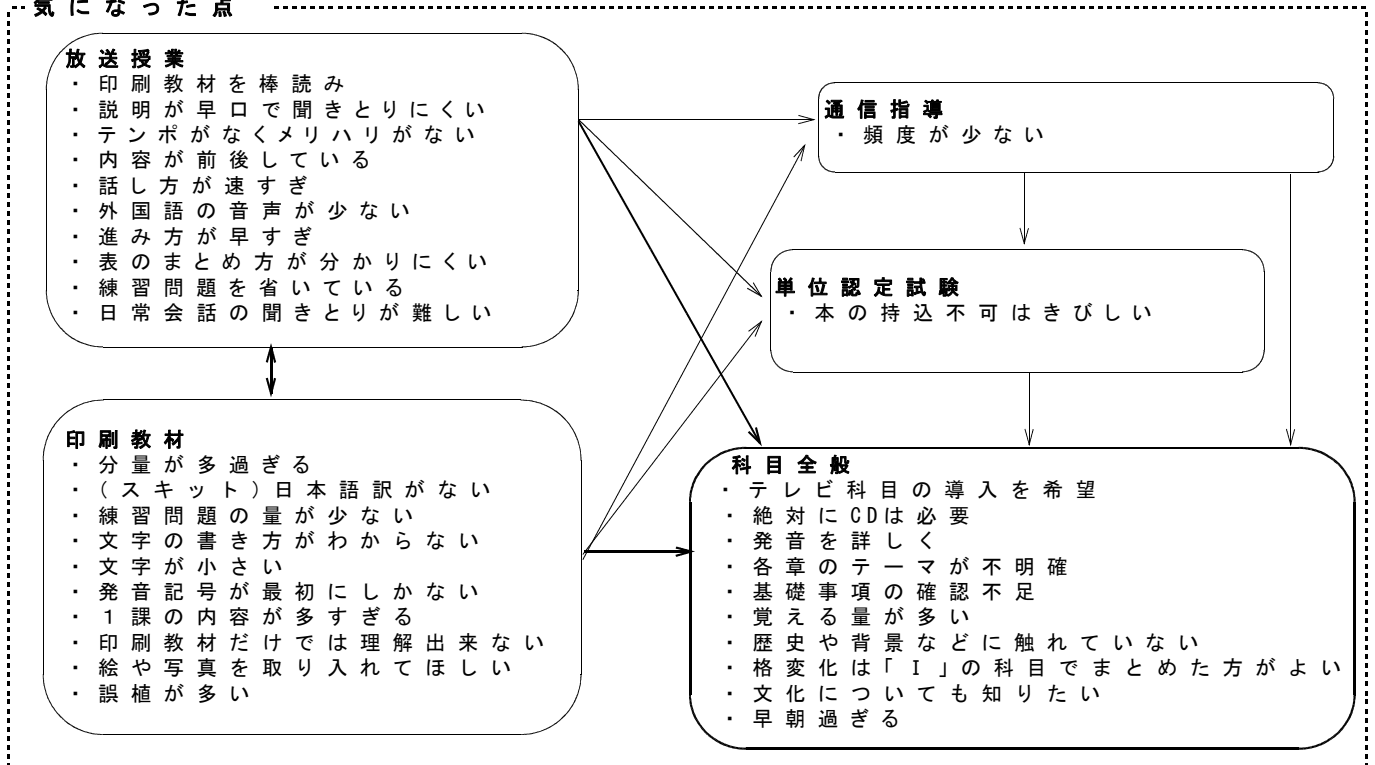 気になった点
放送授業
・印刷教材を棒読み
・説明が早口で聞きとりにくい
・テンポがなくメリハリがない
・内容が前後している
・話し方が速すぎ
・外国語の音声が少ない
・進み方が早すぎ
・表のまとめ方が分かりにくい
・練習問題を省いている
・日常会話の聞きとりが難しい
印刷教材
・分量が多過ぎる
・(スキット)日本語訳がない
・練習問題の量が少ない
・文字の書き方がわからない
・文字が小さい
・発音記号が最初にしかない
・1課の内容が多すぎる
・印刷教材だけでは理解出来ない
・絵や写真を取り入れてほしい
・誤植が多い
通信指導
・頻度が少ない
単位認定試験
・本の持込不可はきびしい
科目全般
・テレビ科目の導入を希望
・絶対にCDは必要
・発音を詳しく
・各章のテーマが不明確
・基礎事項の確認不足
・覚える量が多い
・歴史や背景などに触れていない
・格変化は「Ⅰ」の科目でまとめた方がよい
・文化についても知りたい
・早朝過ぎる